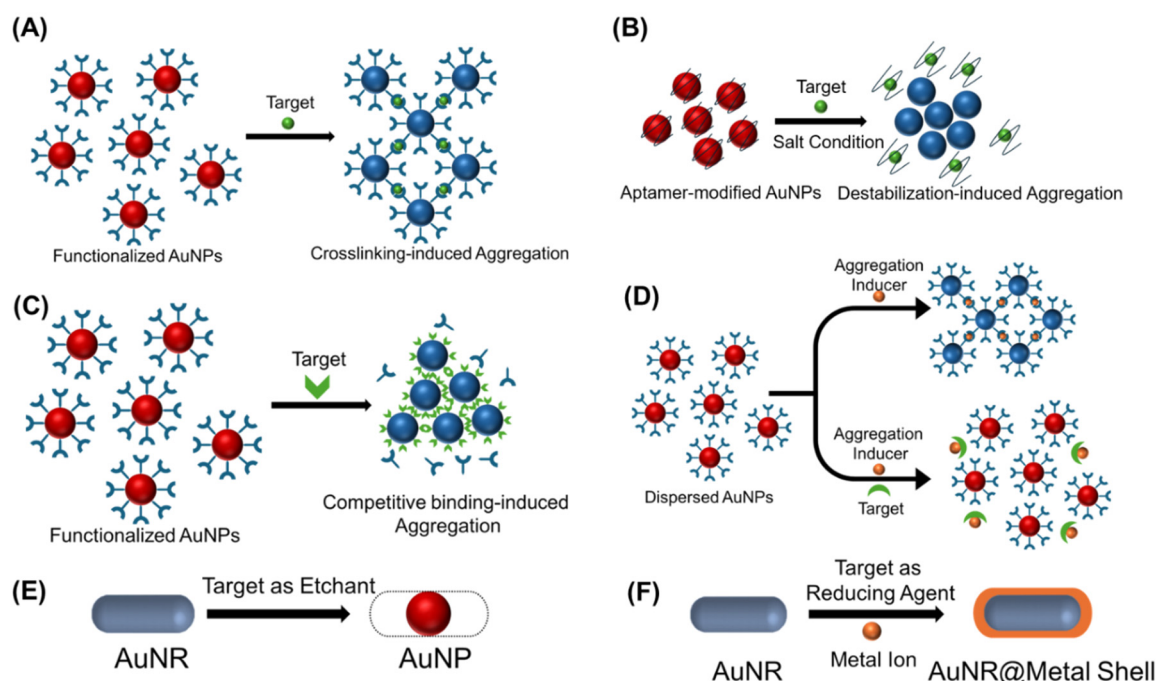 (A)
Target
Functionalized AuNPs
Crosslinking-induced Aggregation
(B)
Target
Salt Condition
Aptamer-modified AuNPs
Destabilization-induced Aggregation
(C)
Target
Functionalized AuNPs
Competitive binding-induced
Aggregation
(D)
Aggregation
Inducer
Dispersed AuNPs
Aggregation
Inducer
Target
(E)
Target as Etchant
AuNR
AuNP
(F)
Target as
Reducing Agent
Metal Ion
AuNR
AuNR@Metal Shell